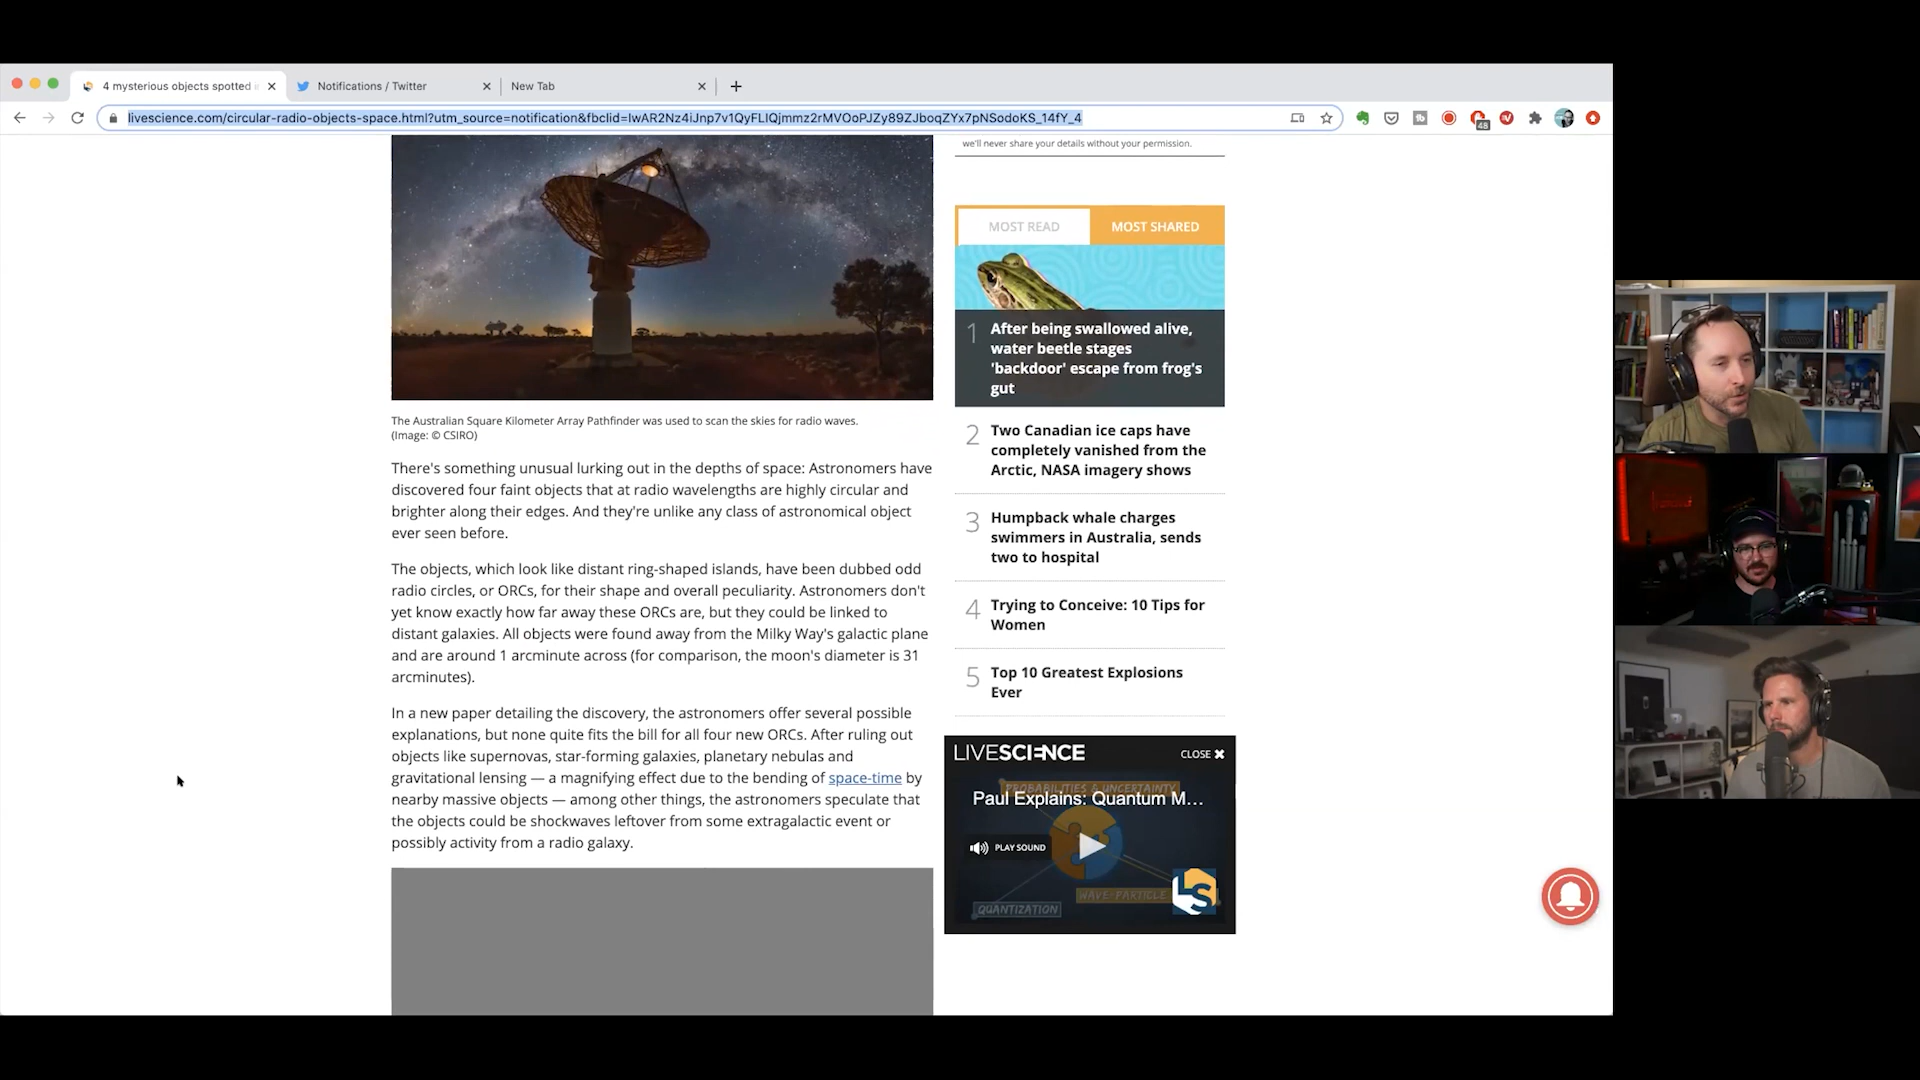 4 mysterious objects spotted
Notifications / Twitter
New Tab
livescience.com/circular-radio-objects-space.html?utm_source=notification&fbclid=IwAR2Nz4iJnp7v1QyFLIQjmmz2rMVOoPJZy89ZJboqZYx7pNSodoKS_14fY_4
48
we'll never share your details without your permission.
MOST READ
MOST SHARED
1
After being swallowed alive,
water beetle stages
'backdoor' escape from frog's
gut
The Australian Square Kilometer Array Pathfinder was used to scan the skies for radio waves.
(Image: © CSIRO)
2
Two Canadian ice caps have
completely vanished from the
Arctic, NASA imagery shows
There's something unusual lurking out in the depths of space: Astronomers have
discovered four faint objects that at radio wavelengths are highly circular and
brighter along their edges. And they're unlike any class of astronomical object
ever seen before.
3
Humpback whale charges
swimmers in Australia, sends
two to hospital
The objects, which look like distant ring-shaped islands, have been dubbed odd
radio circles, or ORCs, for their shape and overall peculiarity. Astronomers don't
yet know exactly how far away these ORCs are, but they could be linked to
distant galaxies. All objects were found away from the Milky Way's galactic plane
and are around 1 arcminute across (for comparison, the moon's diameter is 31
arcminutes).
4
Trying to Conceive: 10 Tips for
Women
5
Top 10 Greatest Explosions
Ever
In a new paper detailing the discovery, the astronomers offer several possible
explanations, but none quite fits the bill for all four new ORCs. After ruling out
objects like supernovas, star-forming galaxies, planetary nebulas and
gravitational lensing — a magnifying effect due to the bending of space-time by
nearby massive objects — among other things, the astronomers speculate that
the objects could be shockwaves leftover from some extragalactic event or
possibly activity from a radio galaxy.
LIVESCIENCE
CLOSE
PROBABILITIES & UNCERTAINTY
Paul Explains: Quantum M...
PLAY SOUND
WAVE-PARTICLE
QUANTIZATION
LS